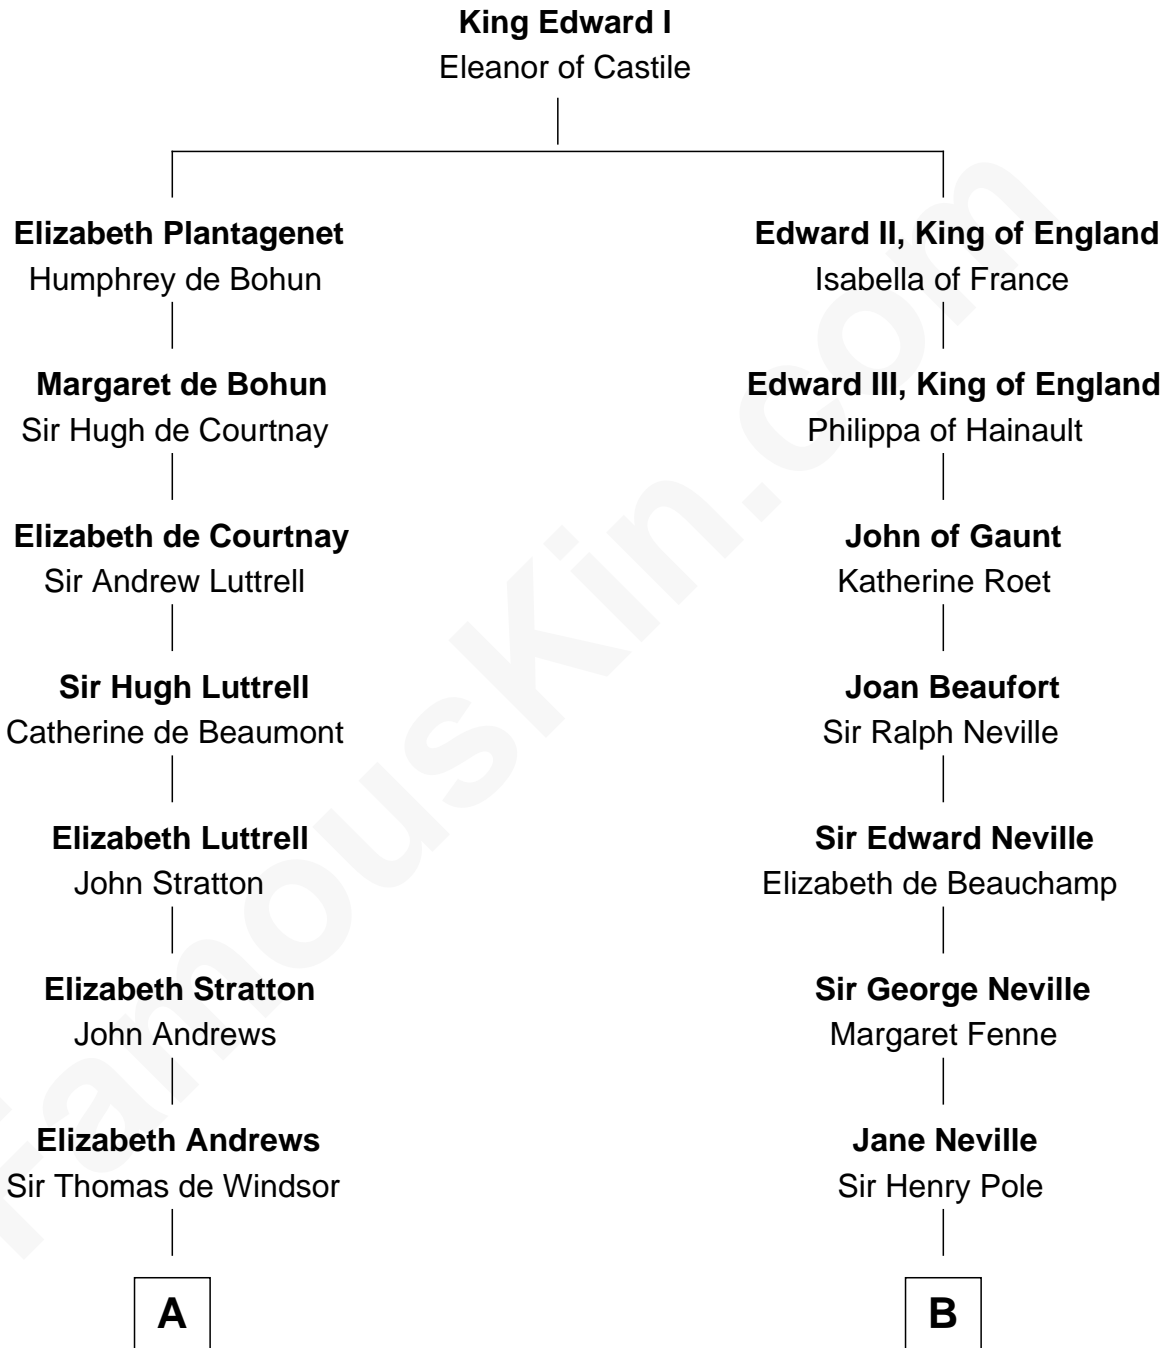 King Edward I
Eleanor of Castile
Elizabeth Plantagenet
Humphrey de Bohun
Edward II, King of England
Isabella of France
Margaret de Bohun
Sir Hugh de Courtnay
Edward III, King of England
Philippa of Hainault
Elizabeth de Courtnay
Sir Andrew Luttrell
John of Gaunt
Katherine Roet
Sir Hugh Luttrell
Catherine de Beaumont
Joan Beaufort
Sir Ralph Neville
Elizabeth Luttrell
John Stratton
Sir Edward Neville
Elizabeth de Beauchamp
Elizabeth Stratton
John Andrews
Sir George Neville
Margaret Fenne
Elizabeth Andrews
Sir Thomas de Windsor
Jane Neville
Sir Henry Pole
A
B
FamousKin.com